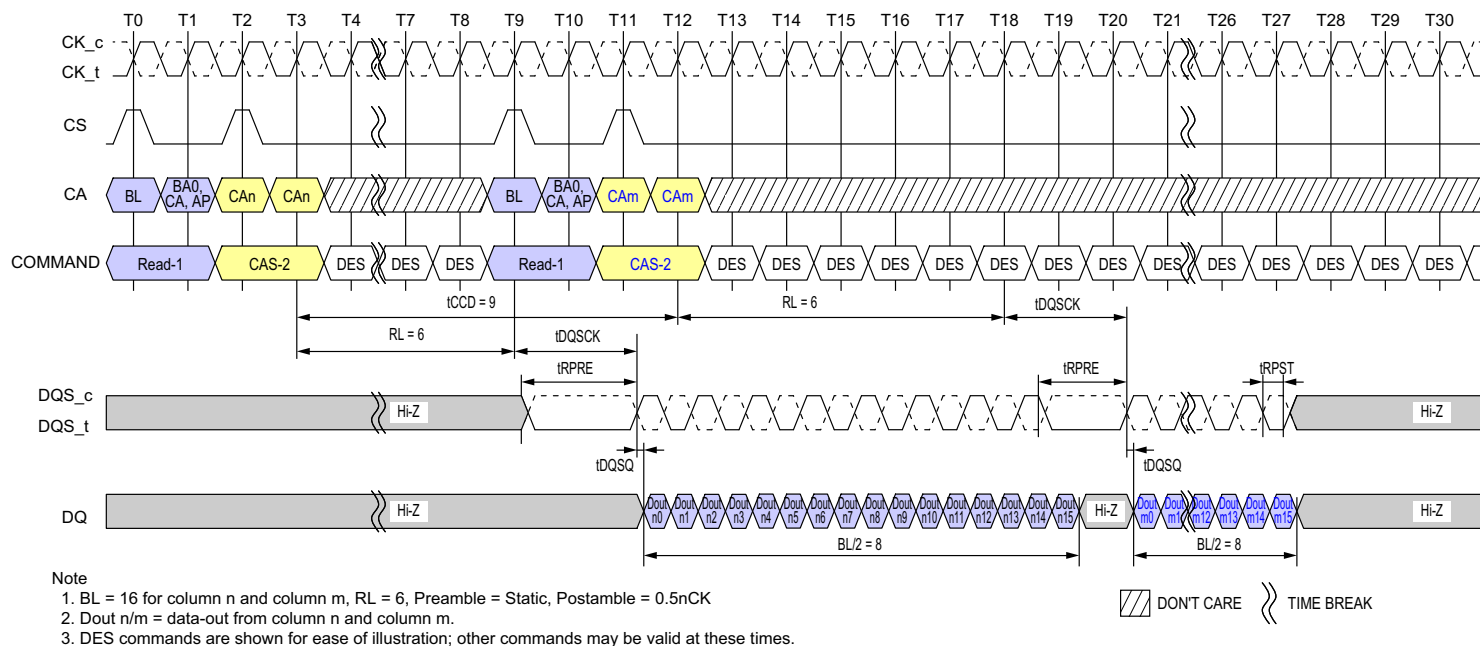 T0 T1 T2 T3 T4 T7 T8 T9 T10 T11 T12 T13 T14 T15 T16 T17 T18 T19 T20 T21 T26 T27 T28 T29 T30
CK_c
CK_t
CS
CA BL BA0, CA, AP CAn CAn BL BA0, CA, AP CAm CAm
COMMAND Read-1 CAS-2 DES DES DES Read-1 CAS-2 DES DES DES DES DES DES DES DES DES DES DES DES DES DES
tCCD = 9 RL = 6 tDQSCK
RL = 6 tDQSCK
tRPRE tRPRE tRPST
DQS_c
DQS_t
Hi-Z Hi-Z
tDQSQ tDQSQ
DQ Hi-Z Dout n0 Dout n1 Dout n2 Dout n3 Dout n4 Dout n5 Dout n6 Dout n7 Dout n8 Dout n9 Dout n10 Dout n11 Dout n12 Dout n13 Dout n14 Dout n15 Hi-Z Dout m0 Dout m1 Dout m12 Dout m13 Dout m14 Dout m15 Hi-Z
BL/2 = 8 BL/2 = 8
Note
1. BL = 16 for column n and column m, RL = 6, Preamble = Static, Postamble = 0.5nCK
2. Dout n/m = data-out from column n and column m.
3. DES commands are shown for ease of illustration; other commands may be valid at these times.
DON'T CARE TIME BREAK